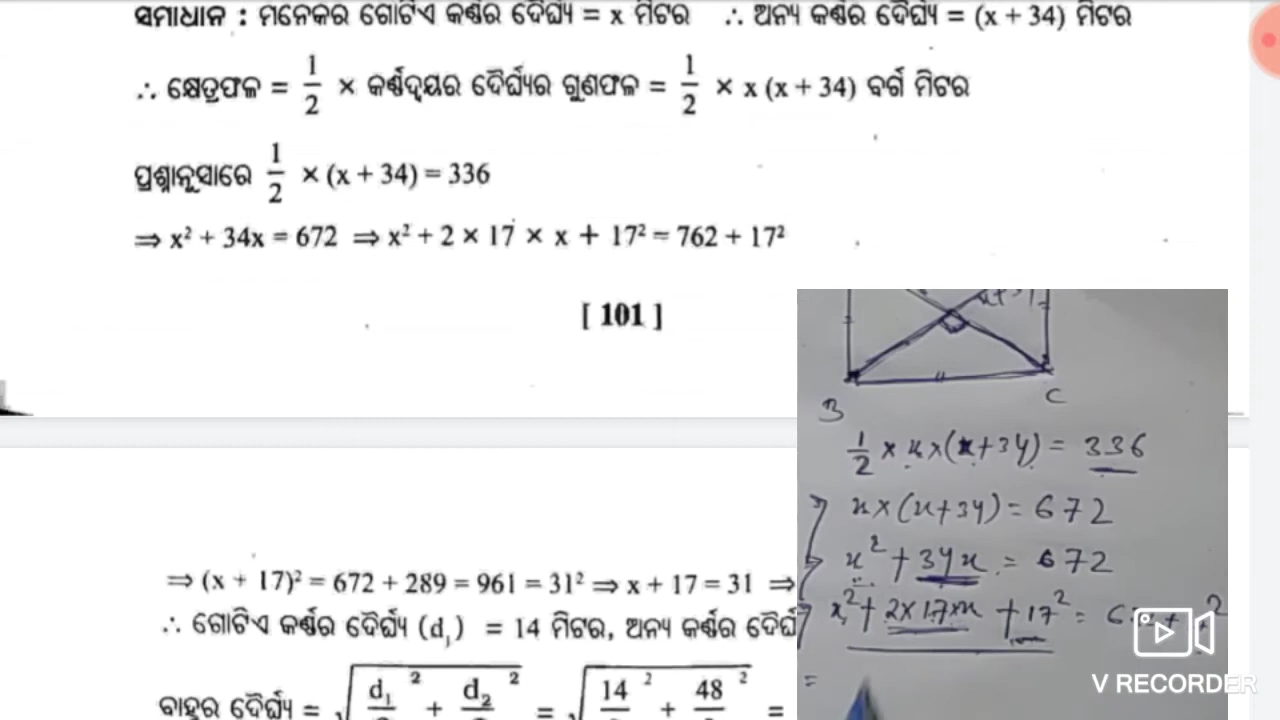 ସମାଧାନ : ମନେକର ଗୋଟିଏ କର୍ଣ୍ଣର ଦୈର୍ଘ୍ୟ = x ମିଟର ∴ ଅନ୍ୟ କର୍ଣ୍ଣର ଦୈର୍ଘ୍ୟ = (x + 34) ମିଟର
∴ କ୍ଷେତ୍ରଫଳ = 1/2 × କର୍ଣ୍ଣଦ୍ୱୟର ଦୈର୍ଘ୍ୟର ଗୁଣଫଳ = 1/2 × x (x + 34) ବର୍ଗ ମିଟର
ପ୍ରଶ୍ନାନୁସାରେ 1/2 × (x + 34) = 336
⇒ x² + 34x = 672 ⇒ x² + 2 × 17 × x + 17² = 762 + 17²
[ 101 ]
⇒ (x + 17)² = 672 + 289 = 961 = 31² ⇒ x + 17 = 31 ⇒
∴ ଗୋଟିଏ କର୍ଣ୍ଣର ଦୈର୍ଘ୍ୟ (d₁) = 14 ମିଟର, ଅନ୍ୟ କର୍ଣ୍ଣର
ବାହୁର ଦୈର୍ଘ୍ୟ = √ d₁ ² + d₂ ² = √ 14 ² + 48 ² =
B C
1/2 × x × (x + 34) = 336
x × (x + 34) = 672
x² + 34x = 672
x² + 2 × 17 × x + 17² =
=
V RECORDER